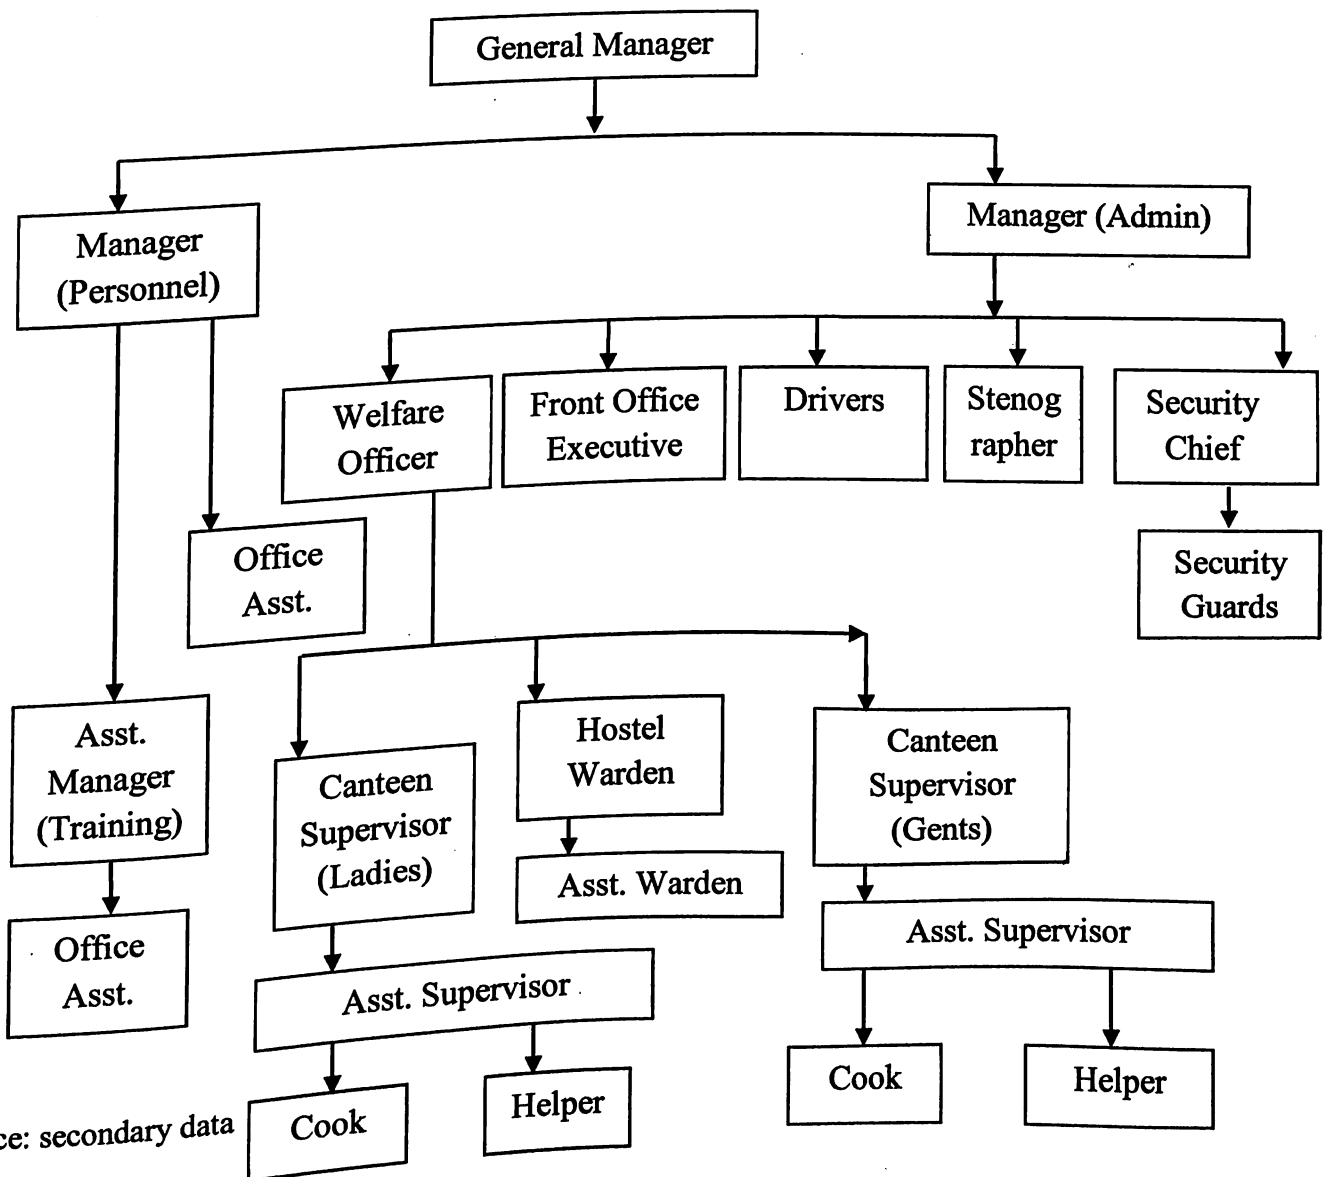 General Manager
Manager
(Personnel)
Manager (Admin)
Welfare
Officer
Front Office
Executive
Drivers
Stenog
rapher
Security
Chief
Office
Asst.
Security
Guards
Asst.
Manager
(Training)
Canteen
Supervisor
(Ladies)
Hostel
Warden
Canteen
Supervisor
(Gents)
Asst. Warden
Office
Asst.
Asst. Supervisor
Asst. Supervisor
Cook
Helper
Cook
Helper
ce: secondary data